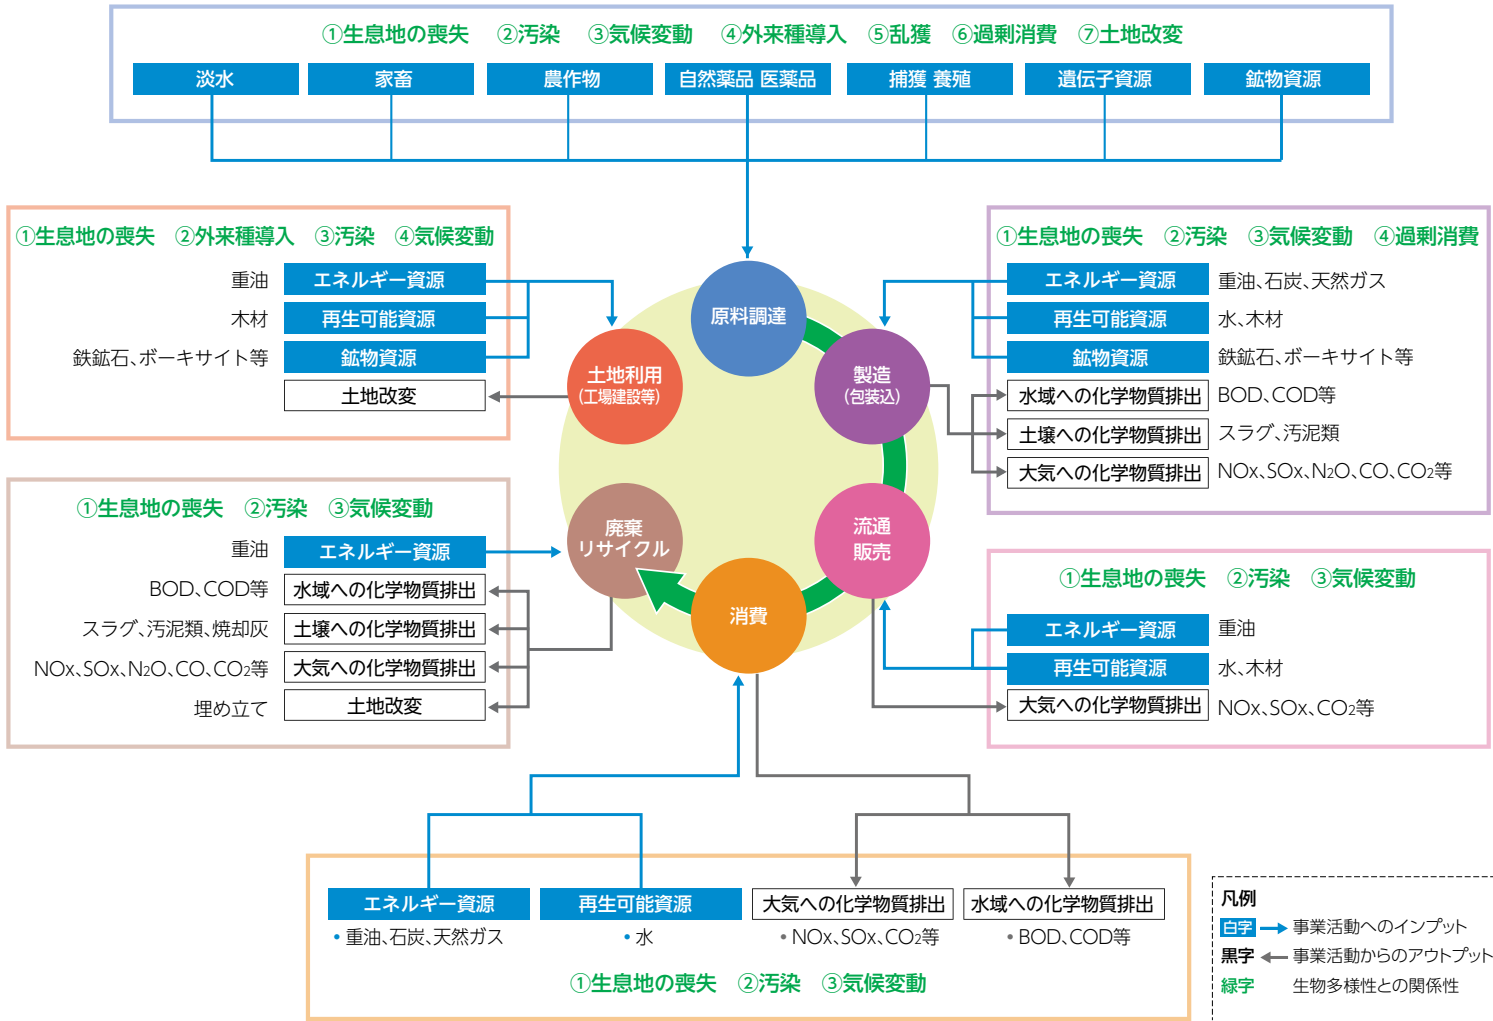 ①生息地の喪失 ②汚染 ③気候変動 ④外来種導入 ⑤乱獲 ⑥過剰消費 ⑦土地改変
淡水 家畜 農作物 自然薬品 医薬品 捕獲 養殖 遺伝子資源 鉱物資源
①生息地の喪失 ②外来種導入 ③汚染 ④気候変動
重油 エネルギー資源
木材 再生可能資源
鉄鉱石、ボーキサイト等 鉱物資源
土地改変
①生息地の喪失 ②汚染 ③気候変動 ④過剰消費
エネルギー資源 重油、石炭、天然ガス
再生可能資源 水、木材
鉱物資源 鉄鉱石、ボーキサイト等
水域への化学物質排出 BOD、COD等
土壌への化学物質排出 スラグ、汚泥類
大気への化学物質排出 NOx、SOx、N2O、CO、CO2等
原料調達
製造
(包装込)
流通
販売
消費
廃棄
リサイクル
土地利用
(工場建設等)
①生息地の喪失 ②汚染 ③気候変動
重油 エネルギー資源
BOD、COD等 水域への化学物質排出
スラグ、汚泥類、焼却灰 土壌への化学物質排出
NOx、SOx、N2O、CO、CO2等 大気への化学物質排出
埋め立て 土地改変
①生息地の喪失 ②汚染 ③気候変動
エネルギー資源 重油
再生可能資源 水、木材
大気への化学物質排出 NOx、SOx、CO2等
エネルギー資源 再生可能資源 大気への化学物質排出 水域への化学物質排出
・重油、石炭、天然ガス ・水 ・NOx、SOx、CO2等 ・BOD、COD等
①生息地の喪失 ②汚染 ③気候変動
凡例
白字 事業活動へのインプット
黒字 事業活動からのアウトプット
緑字 生物多様性との関係性